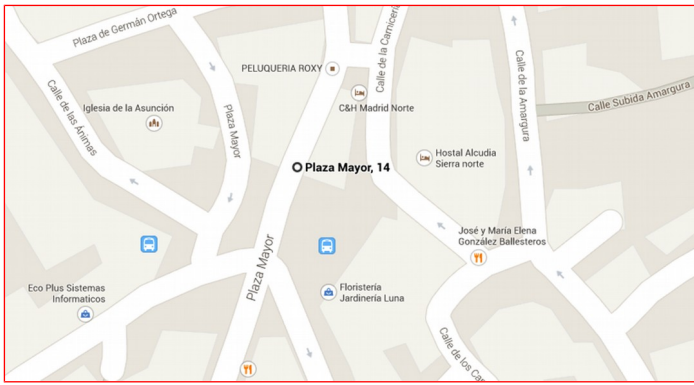 Plaza de Germán Ortega
Calle de la Carnicería
Calle de la Amargura
PELUQUERIA ROXY
Calle de las Ánimas
Iglesia de la Asunción
Plaza Mayor
C&H Madrid Norte
Calle Subida Amargura
Plaza Mayor, 14
Hostal Alcudia
Sierra norte
José y María Elena
González Ballesteros
Plaza Mayor
Eco Plus Sistemas
Informaticos
Floristería
Jardinería Luna
Calle de los